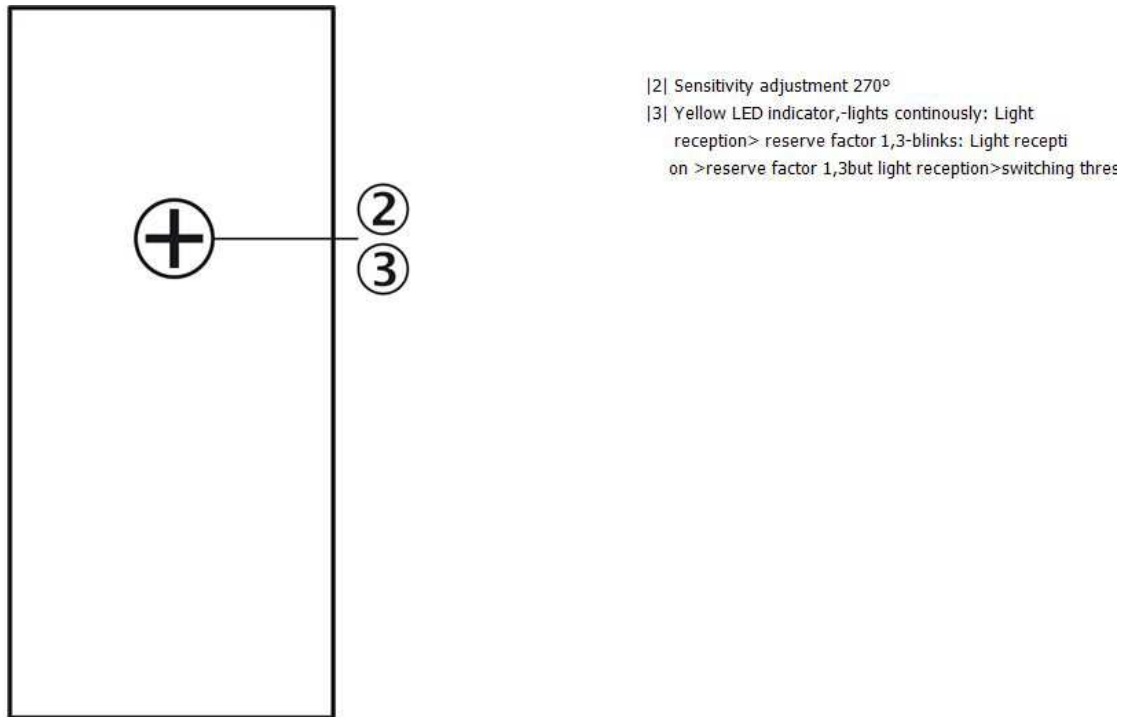 |2| Sensitivity adjustment 270º
|3| Yellow LED indicator,-lights continously: Light
reception> reserve factor 1,3-blinks: Light recepti
on >reserve factor 1,3but light reception>switching thres
②
③